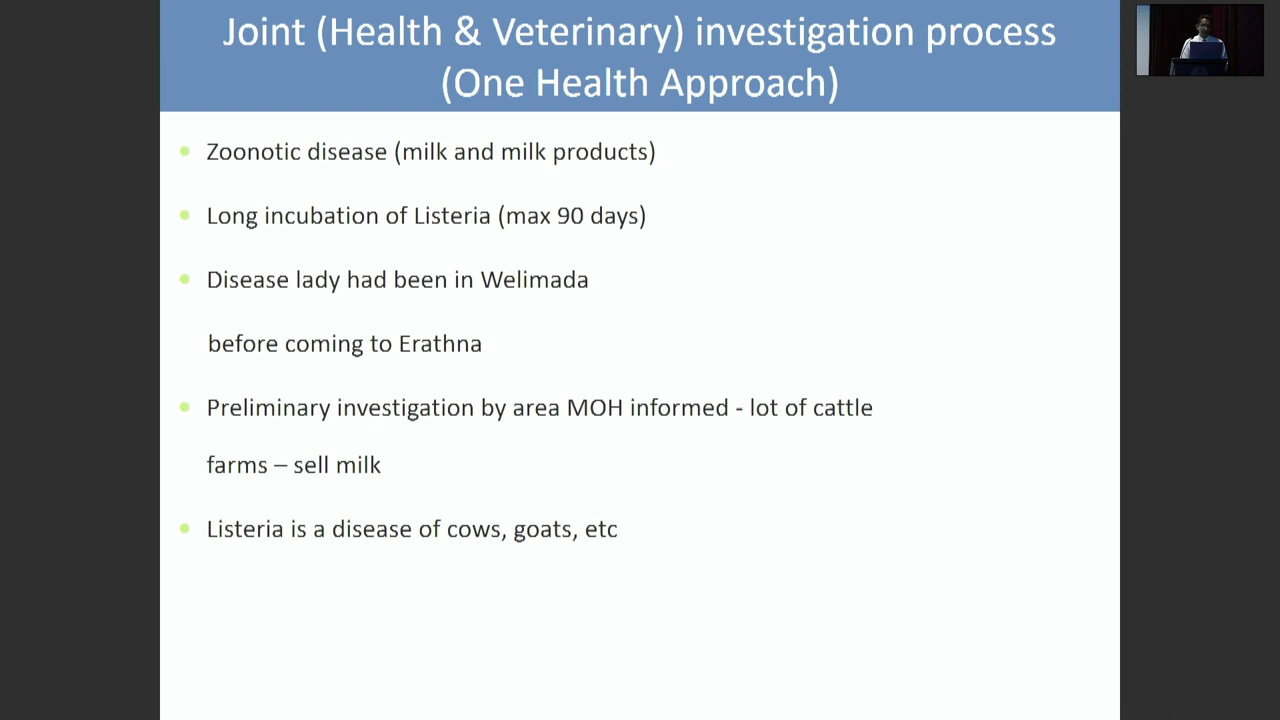 Joint (Health & Veterinary) investigation process
(One Health Approach)
Zoonotic disease (milk and milk products)
Long incubation of Listeria (max 90 days)
Disease lady had been in Welimada
before coming to Erathna
Preliminary investigation by area MOH informed - lot of cattle
farms – sell milk
Listeria is a disease of cows, goats, etc